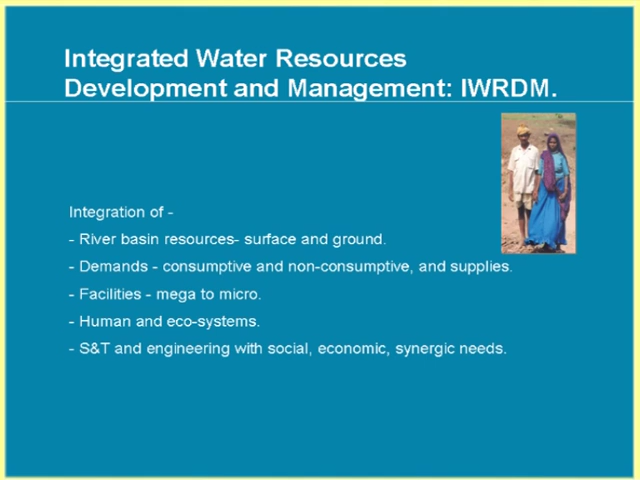 Integrated Water Resources
Development and Management: IWRDM.
Integration of -
- River basin resources- surface and ground.
- Demands - consumptive and non-consumptive, and supplies.
- Facilities - mega to micro.
- Human and eco-systems.
- S&T and engineering with social, economic, synergic needs.